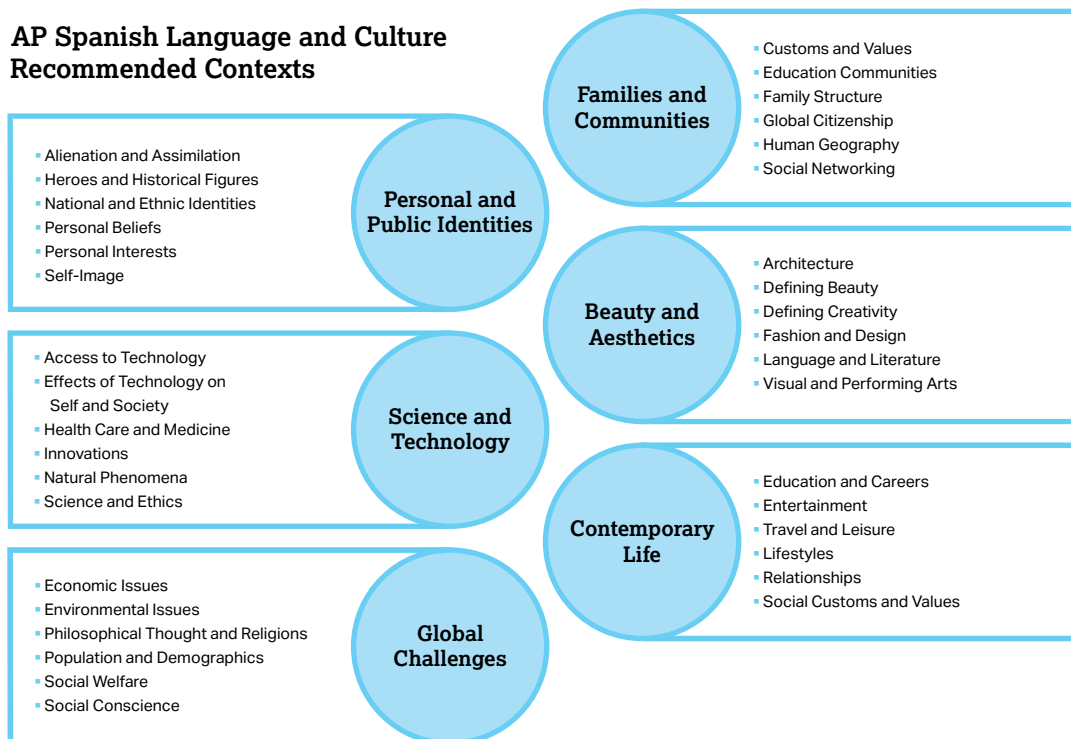 AP Spanish Language and Culture
Recommended Contexts
Families and
Communities
▪ Customs and Values
▪ Education Communities
▪ Family Structure
▪ Global Citizenship
▪ Human Geography
▪ Social Networking
▪ Alienation and Assimilation
▪ Heroes and Historical Figures
▪ National and Ethnic Identities
▪ Personal Beliefs
▪ Personal Interests
▪ Self-Image
Personal and
Public Identities
Beauty and
Aesthetics
▪ Architecture
▪ Defining Beauty
▪ Defining Creativity
▪ Fashion and Design
▪ Language and Literature
▪ Visual and Performing Arts
▪ Access to Technology
▪ Effects of Technology on
Self and Society
▪ Health Care and Medicine
▪ Innovations
▪ Natural Phenomena
▪ Science and Ethics
Science and
Technology
Contemporary
Life
▪ Education and Careers
▪ Entertainment
▪ Travel and Leisure
▪ Lifestyles
▪ Relationships
▪ Social Customs and Values
▪ Economic Issues
▪ Environmental Issues
▪ Philosophical Thought and Religions
▪ Population and Demographics
▪ Social Welfare
▪ Social Conscience
Global
Challenges